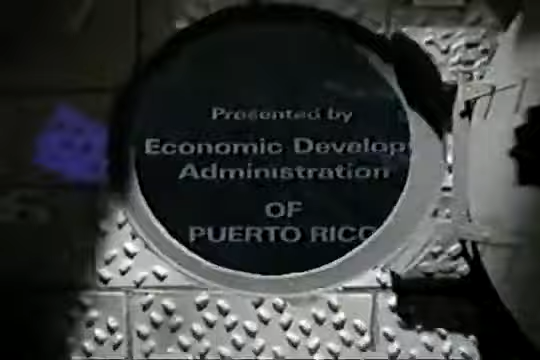 Presented by
Economic Develop
Administration
OF
PUERTO RICO